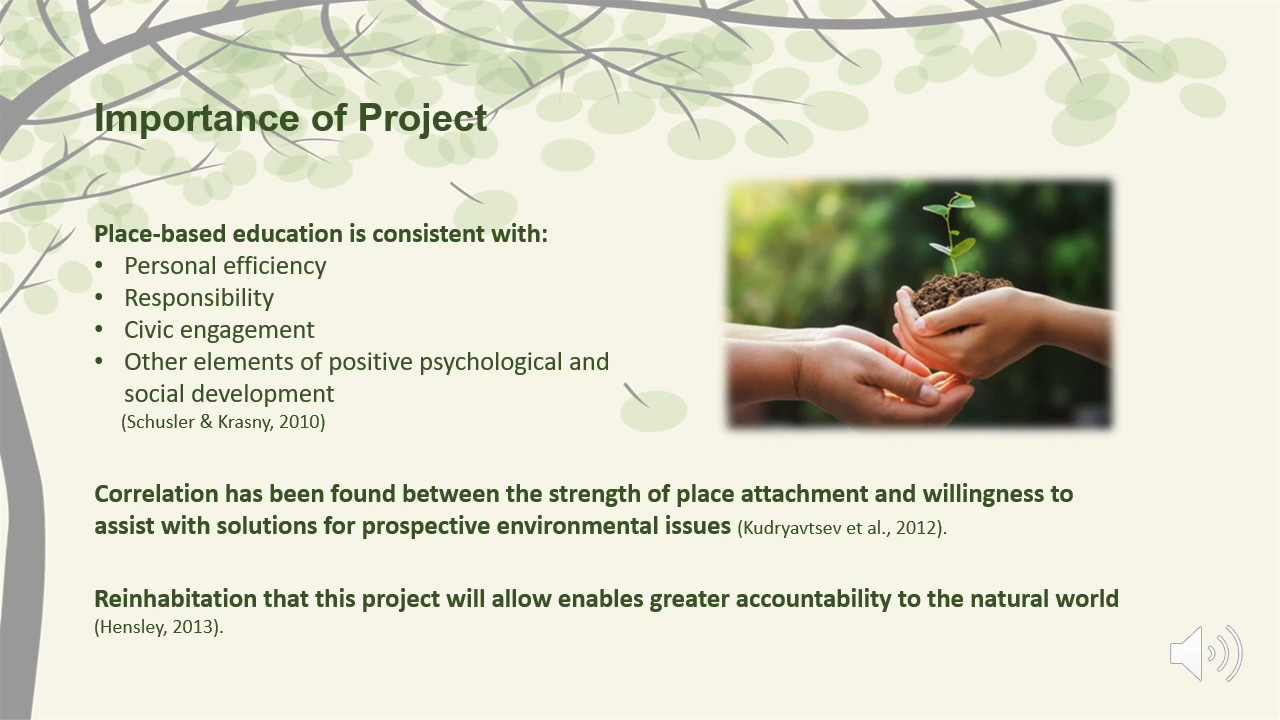 Importance of Project
Place-based education is consistent with:
• Personal efficiency
• Responsibility
• Civic engagement
• Other elements of positive psychological and
social development
(Schusler & Krasny, 2010)
Correlation has been found between the strength of place attachment and willingness to
assist with solutions for prospective environmental issues (Kudryavtsev et al., 2012).
Reinhabitation that this project will allow enables greater accountability to the natural world
(Hensley, 2013).